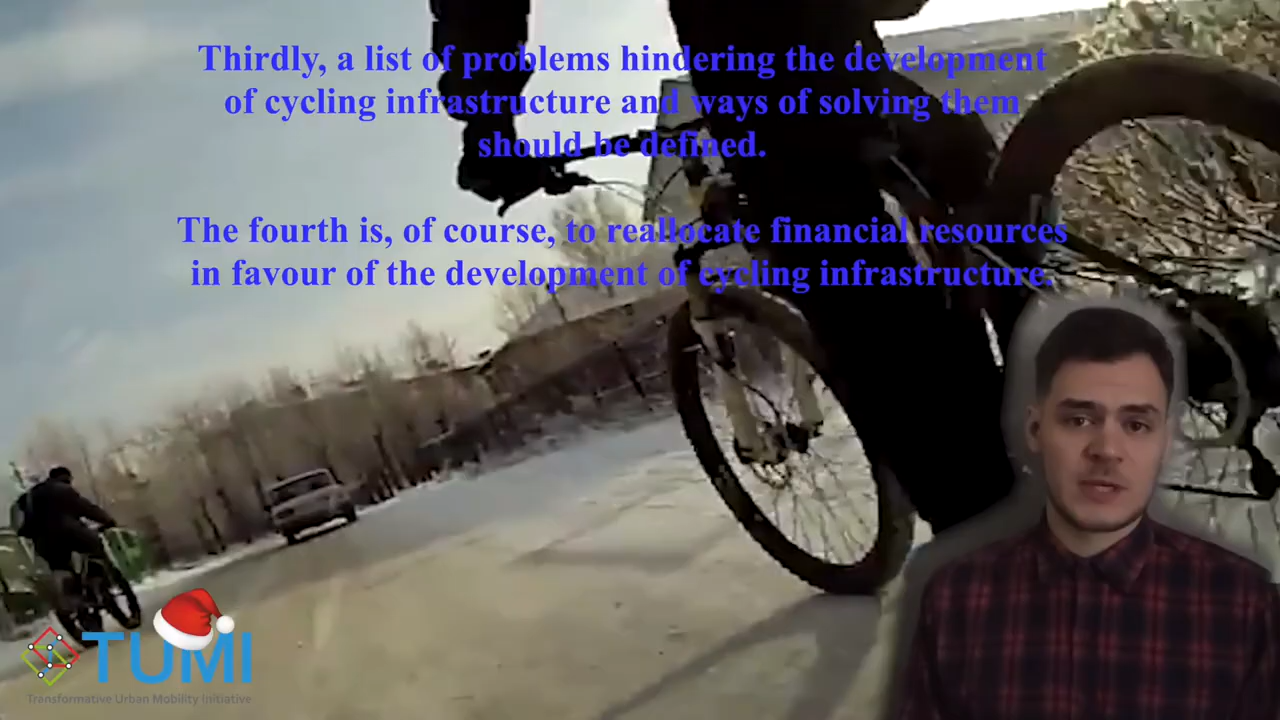 Thirdly, a list of problems hindering the development
of cycling infrastructure and ways of solving them
should be defined.
The fourth is, of course, to reallocate financial resources
in favour of the development of cycling infrastructure.
TUMI
Transformative Urban Mobility Initiative